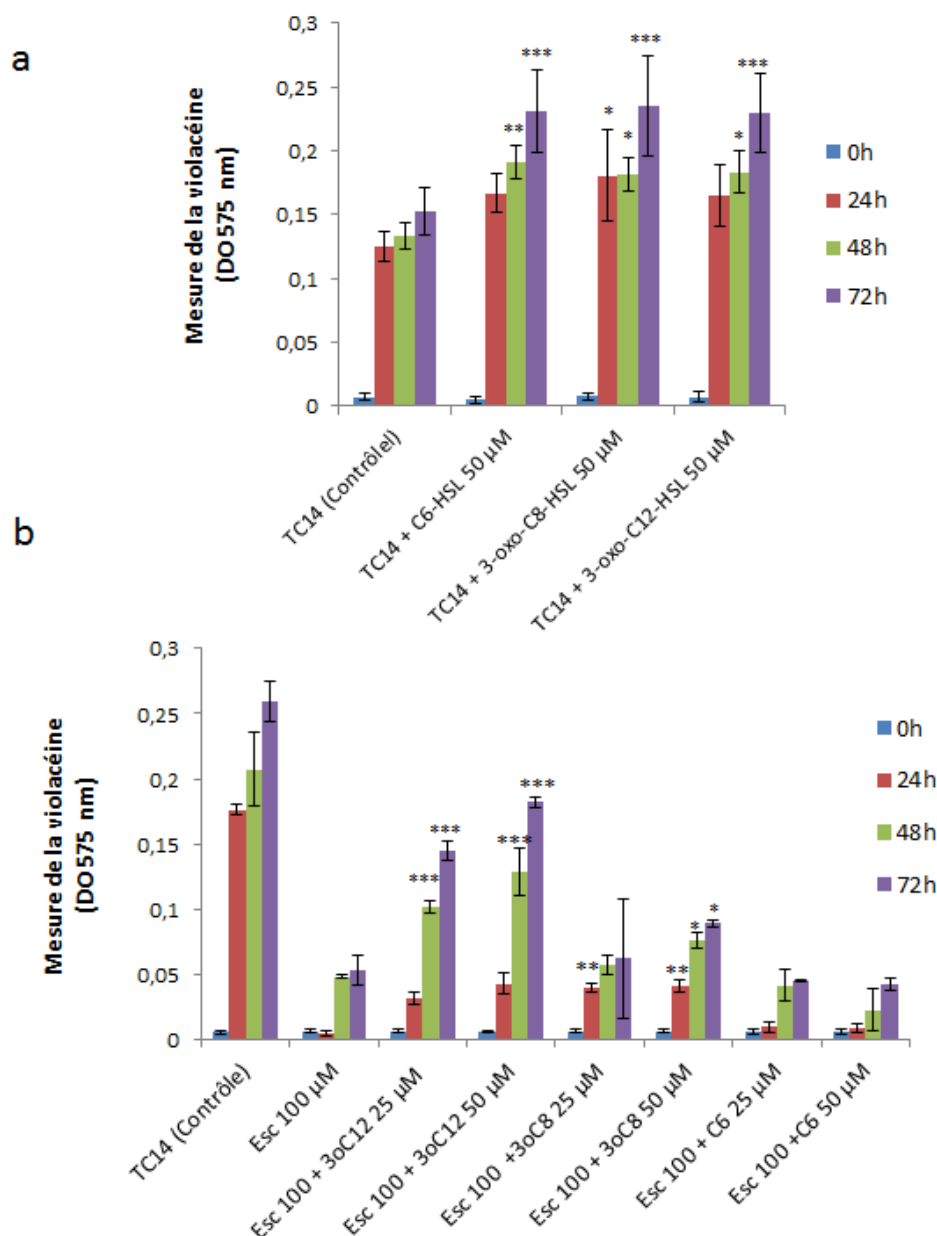 a
Mesure de la violacéine
(DO 575 nm)
0,3
0,25
0,2
0,15
0,1
0,05
0
***
**
*
*
***
*
***
0h
24h
48h
72h
TC14 (Contrôlel)
TC14 + C6-HSL 50 µM
TC14 + 3-oxo-C8-HSL 50 µM
TC14 + 3-oxo-C12-HSL 50 µM
b
Mesure de la violacéine
(DO 575 nm)
0,3
0,25
0,2
0,15
0,1
0,05
0
***
***
***
***
**
**
*
*
0h
24h
48h
72h
TC14 (Contrôle)
Esc 100 µM
Esc 100 + 3oC12 25 µM
Esc 100 + 3oC12 50 µM
Esc 100 +3oC8 25 µM
Esc 100 + 3oC8 50 µM
Esc 100 + C6 25 µM
Esc 100 +C6 50 µM